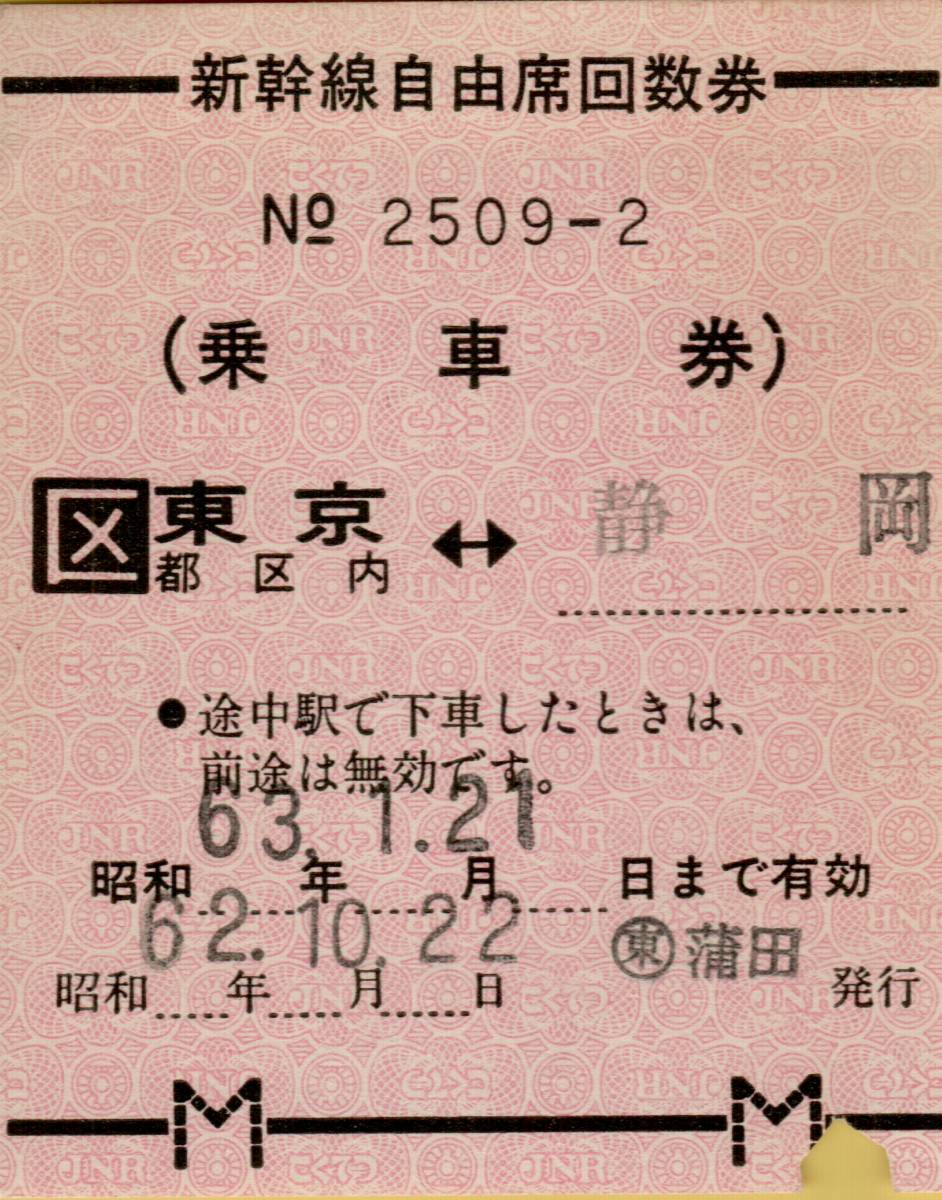 新幹線自由席回数券
№ 2509-2
(乗車券)
区 東京 ↔ 静岡
都区内
●途中駅で下車したときは、
前途は無効です。
63. 1.21
昭和 年 月 日まで有効
62. 10. 22 東 蒲田
昭和 年 月 日 発行
M M